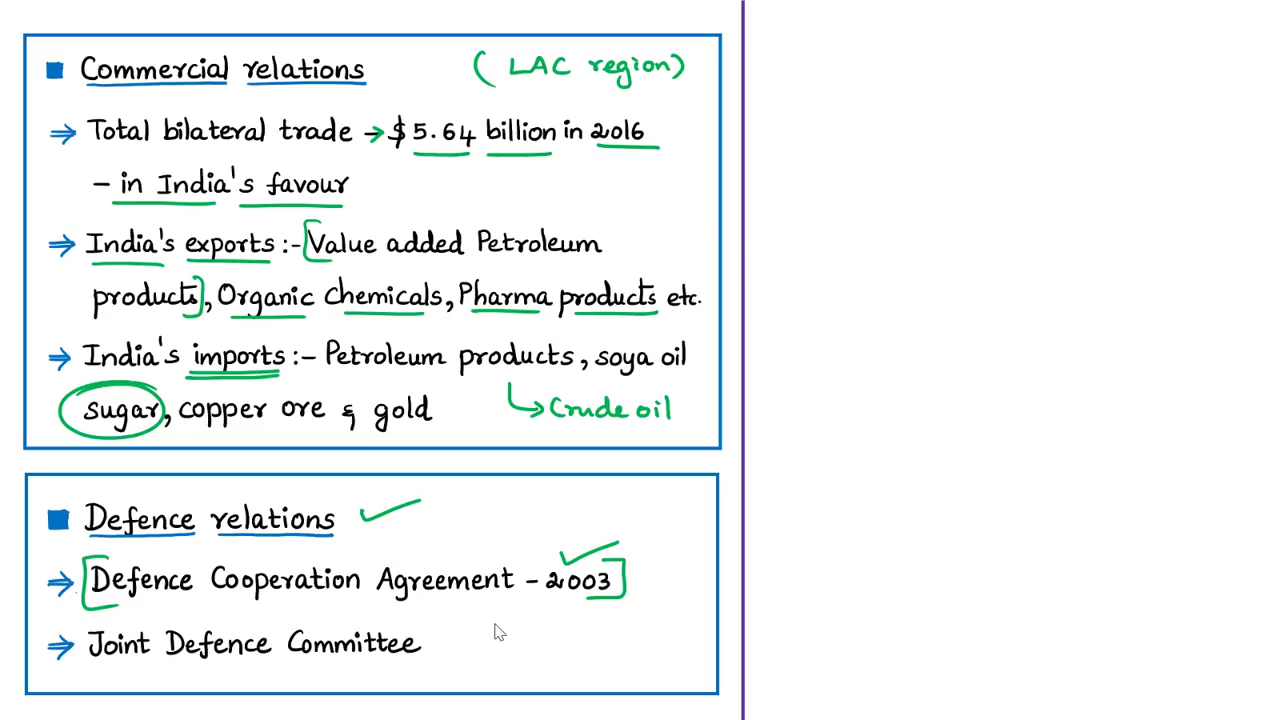 ■ Commercial relations (LAC region)
⇒ Total bilateral trade → $5.64 billion in 2016
– in India's favour
⇒ India's exports :- [Value added Petroleum
products], Organic Chemicals, Pharma products etc.
⇒ India's imports :– Petroleum products, soya oil
sugar, copper ore & gold ↳ Crude oil
■ Defence relations ✓
⇒ [Defence Cooperation Agreement – 2003] ✓
⇒ Joint Defence Committee